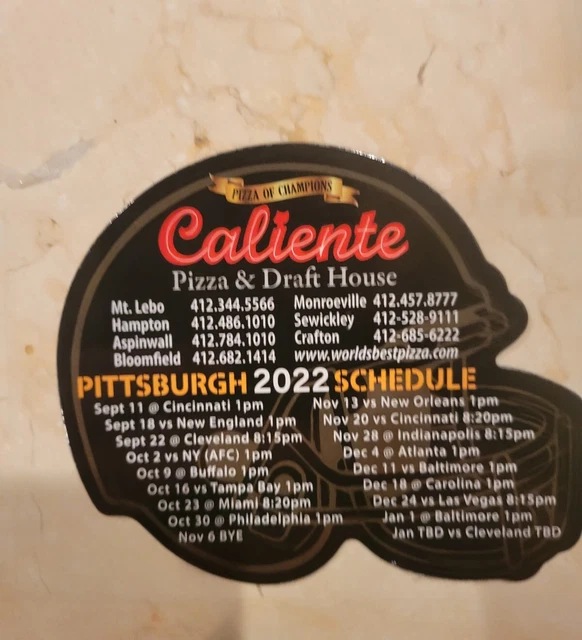 PIZZA OF CHAMPIONS
Caliente
Pizza & Draft House
Mt. Lebo 412.344.5566 Monroeville 412.457.8777
Hampton 412.486.1010 Sewickley 412-528-9111
Aspinwall 412.784.1010 Crafton 412-685-6222
Bloomfield 412.682.1414 www.worldsbestpizza.com
PITTSBURGH 2022 SCHEDULE
Sept 11 @ Cincinnati 1pm
Sept 18 vs New England 1pm
Sept 22 @ Cleveland 8:15pm
Oct 2 vs NY (AFC) 1pm
Oct 9 @ Buffalo 1pm
Oct 16 vs Tampa Bay 1pm
Oct 23 @ Miami 8:20pm
Oct 30 @ Philadelphia 1pm
Nov 6 BYE
Nov 13 vs New Orleans 1pm
Nov 20 vs Cincinnati 8:20pm
Nov 28 @ Indianapolis 8:15pm
Dec 4 @ Atlanta 1pm
Dec 11 vs Baltimore 1pm
Dec 18 @ Carolina 1pm
Dec 24 vs Las Vegas 8:15pm
Jan 1 @ Baltimore 1pm
Jan TBD vs Cleveland TBD